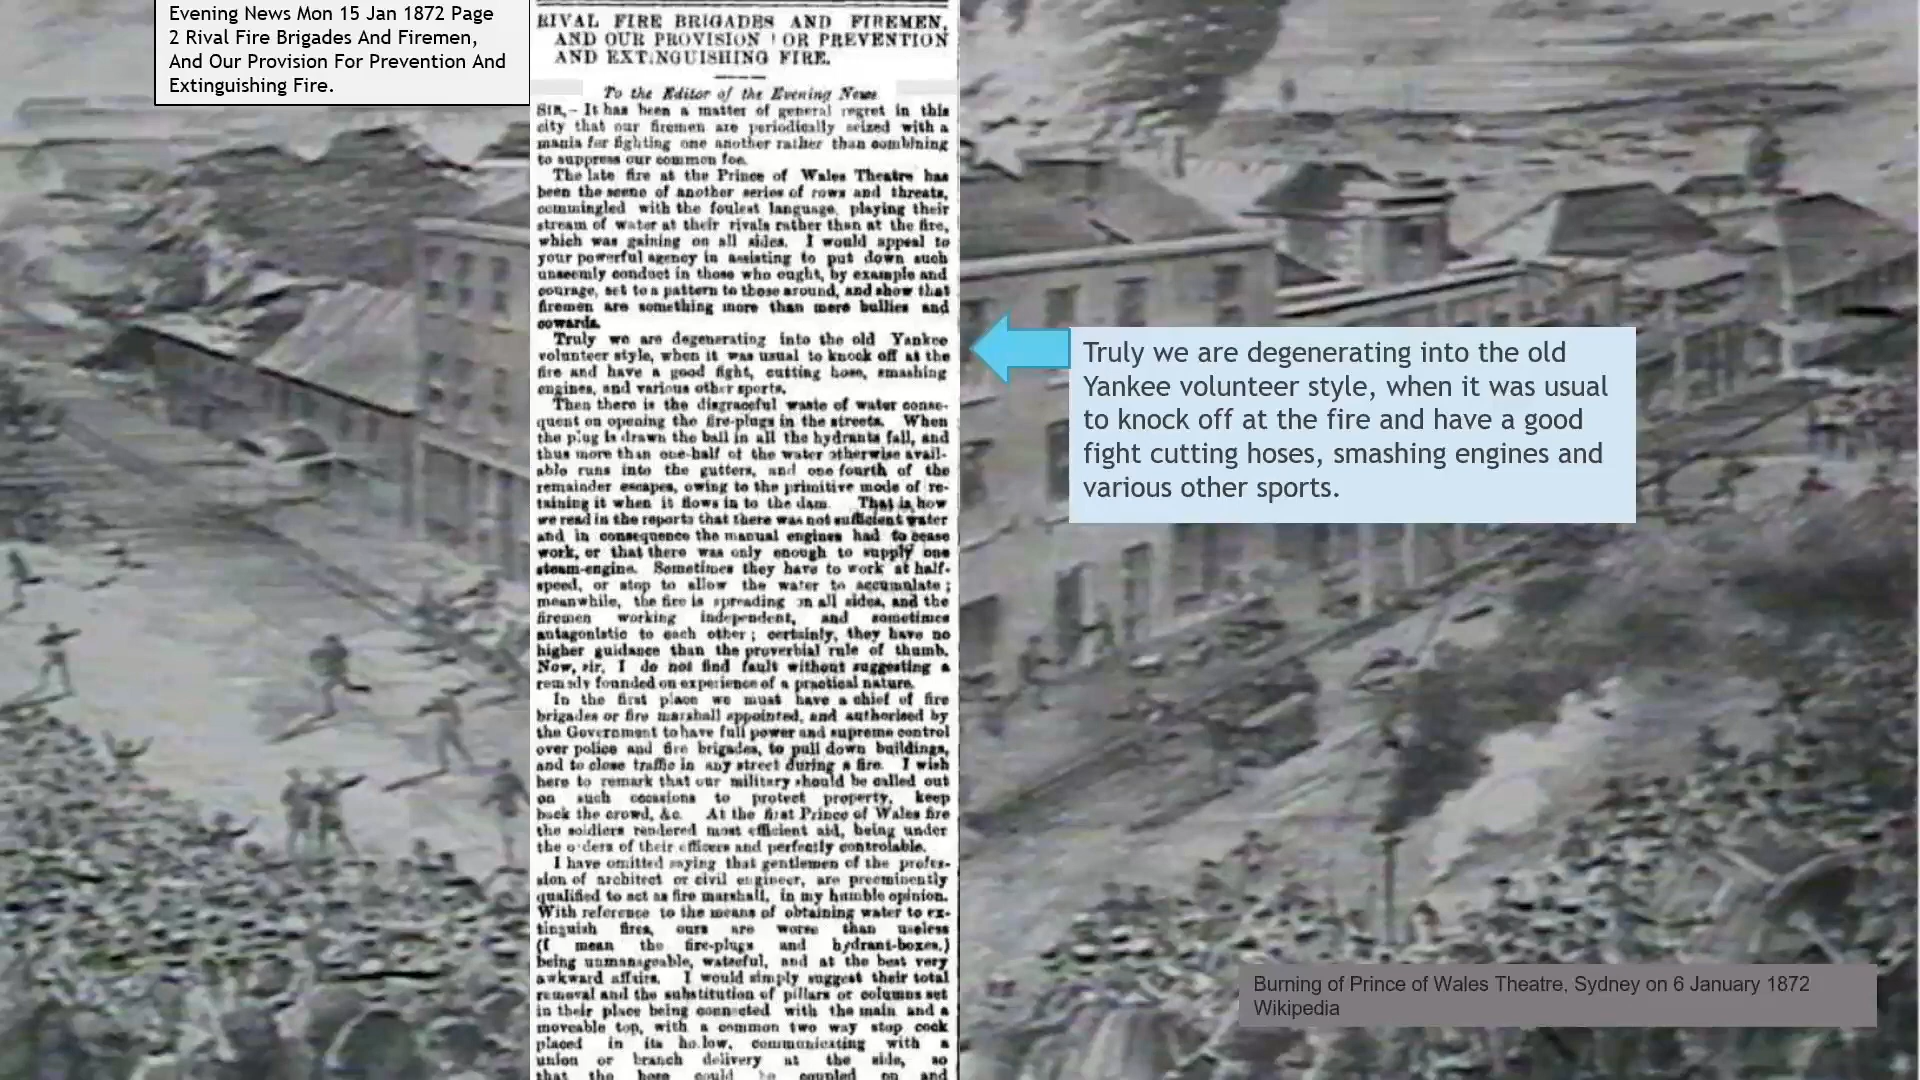 Evening News Mon 15 Jan 1872 Page
2 Rival Fire Brigades And Firemen,
And Our Provision For Prevention And
Extinguishing Fire.
RIVAL FIRE BRIGADES AND FIREMEN,
AND OUR PROVISION FOR PREVENTION
AND EXTINGUISHING FIRE.
To the Editor of the Evening News
SIR,- It has been a matter of general regret in this
city that our firemen are periodically seized with a
mania for fighting one another rather than combining
to suppress our common foe.
The late fire at the Prince of Wales Theatre has
been the scene of another series of rows and threats,
commingled with the foulest language, playing their
stream of water at their rivals rather than at the fire,
which was gaining on all sides. I would appeal to
your powerful agency in assisting to put down such
unseemly conduct in those who ought, by example and
courage, set to a pattern to those around, and show that
firemen are something more than mere bullies and
cowards.
Truly we are degenerating into the old Yankee
volunteer style, when it was usual to knock off at the
fire and have a good fight, cutting hose, smashing
engines, and various other sports.
Then there is the disgraceful waste of water conse-
quent on opening the fire-plugs in the streets. When
the plug is drawn the ball in all the hydrants fall, and
thus more than one-half of the water otherwise avail-
able runs into the gutters, and one fourth of the
remainder escapes, owing to the primitive mode of re-
taining it when it flows in to the dam. That is how
we read in the reports that there was not sufficient water
and in consequence the manual engines had to cease
work, or that there was only enough to supply one
steam-engine. Sometimes they have to work at half-
speed, or stop to allow the water to accumulate ;
meanwhile, the fire is spreading on all sides, and the
firemen working independent, and sometimes
antagonistic to each other ; certainly, they have no
higher guidance than the proverbial rule of thumb.
Now, sir, I do not find fault without suggesting a
remedy founded on experience of a practical nature.
In the first place we must have a chief of fire
brigades or fire marshall appointed, and authorised by
the Government to have full power and supreme control
over police and fire brigades, to pull down buildings,
and to close traffic in any street during a fire. I wish
here to remark that our military should be called out
on such occasions to protect property, keep
back the crowd, &c. At the first Prince of Wales fire
the soldiers rendered most efficient aid, being under
the orders of their officers and perfectly controlable.
I have omitted saying that gentlemen of the profes-
sion of architect or civil engineer, are preeminently
qualified to act as fire marshall, in my humble opinion.
With reference to the means of obtaining water to ex-
tinguish fires, ours are worse than useless
(I mean the fire-plugs and hydrant-boxes,)
being unmanageable, wasteful, and at the best very
awkward affairs. I would simply suggest their total
removal and the substitution of pillars or columns set
in their place being connected with the main and a
moveable top, with a common two way stop cock
placed in its hollow, communicating with a
union or branch delivery at the side, so
that the hose could be coupled on and
Truly we are degenerating into the old
Yankee volunteer style, when it was usual
to knock off at the fire and have a good
fight cutting hoses, smashing engines and
various other sports.
Burning of Prince of Wales Theatre, Sydney on 6 January 1872
Wikipedia